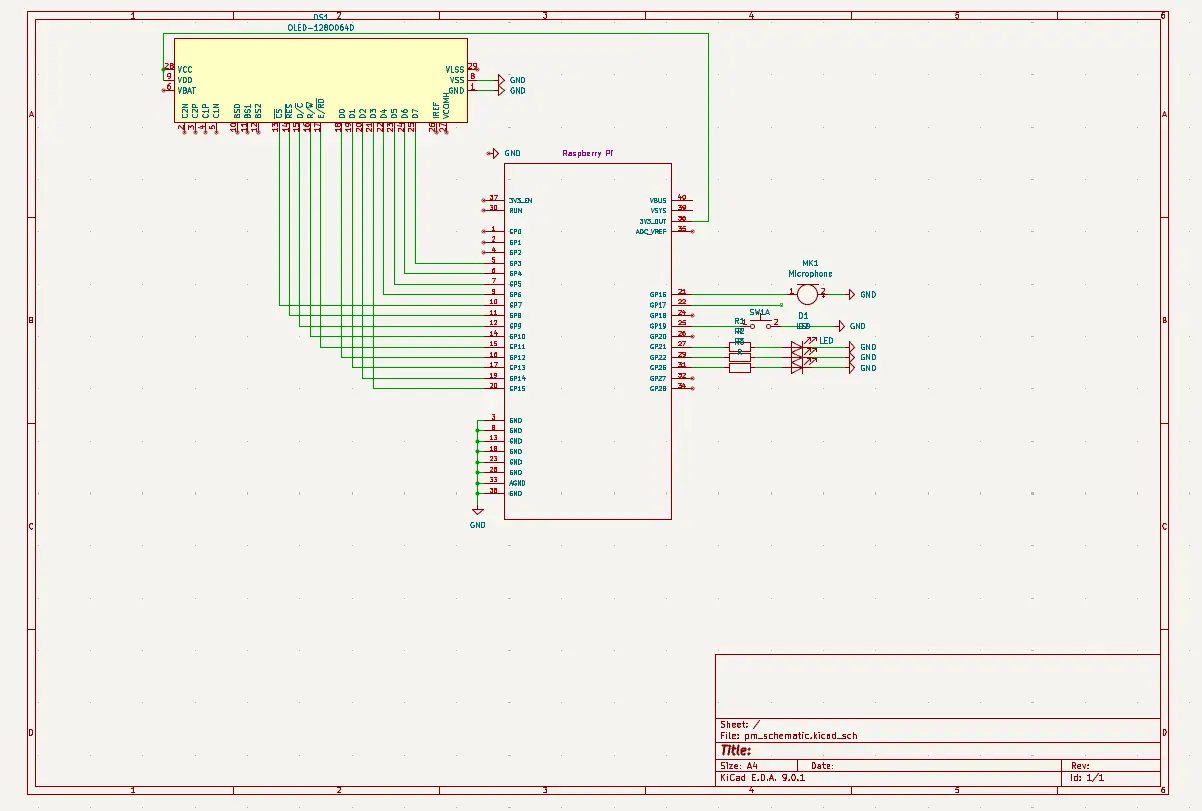 1 2 3 4 5 6
DS1
OLED-128O064D
28 VCC
9 VDD
6 VBAT
VLSS 29
VSS 8 GND
GND 1 GND
C2N C2P C1P C1N BS0 BS1 BS2 CS RES D/C R/W E/RD D0 D1 D2 D3 D4 D5 D6 D7 IREF VCOMH
2 3 4 5 10 11 12 13 14 15 16 17 18 19 20 21 22 23 24 25 26 27
A
A
GND
Raspberry Pi
37 3V3_EN
30 RUN
1 GP0
2 GP1
4 GP2
5 GP3
6 GP4
7 GP5
9 GP6
10 GP7
11 GP8
12 GP9
14 GP10
15 GP11
16 GP12
17 GP13
19 GP14
20 GP15
3 GND
8 GND
13 GND
18 GND
23 GND
28 GND
33 AGND
38 GND
GND
VBUS 40
VSYS 39
3V3_OUT 36
ADC_VREF 35
GP16 21
GP17 22
GP18 24
GP19 25
GP20 26
GP21 27
GP22 29
GP26 31
GP27 32
GP28 34
MK1
Microphone
1 2 GND
SW1A
1 2 GND
R1
R2
R3
R
D1
LED
LED
GND
GND
GND
B
B
C
C
D
D
Sheet: /
File: pm_schematic.kicad_sch
Title:
Size: A4 Date: Rev:
KiCad E.D.A. 9.0.1 Id: 1/1
1 2 3 4 5 6